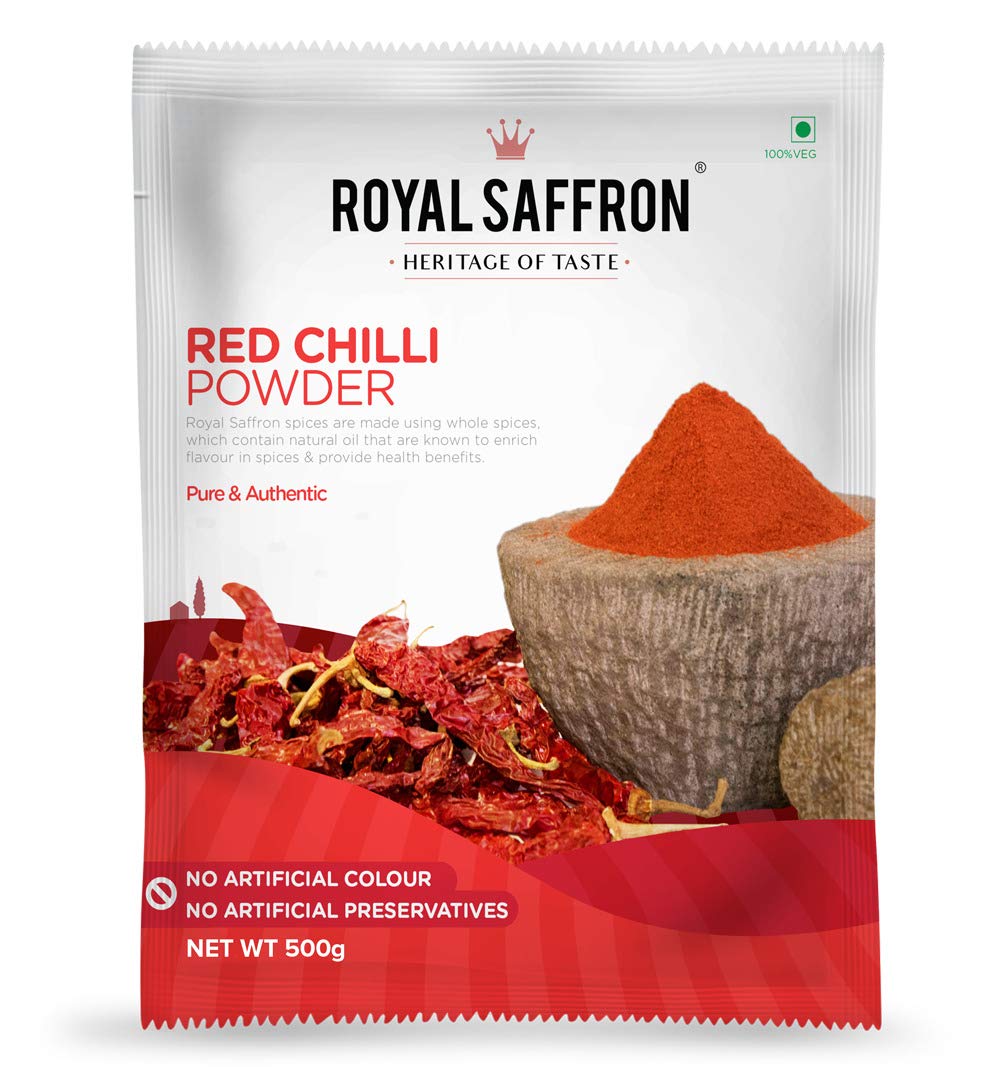 100%VEG
ROYAL SAFFRON®
• HERITAGE OF TASTE •
RED CHILLI
POWDER
Royal Saffron spices are made using whole spices,
which contain natural oil that are known to enrich
flavour in spices & provide health benefits.
Pure & Authentic
NO ARTIFICIAL COLOUR
NO ARTIFICIAL PRESERVATIVES
NET WT 500g